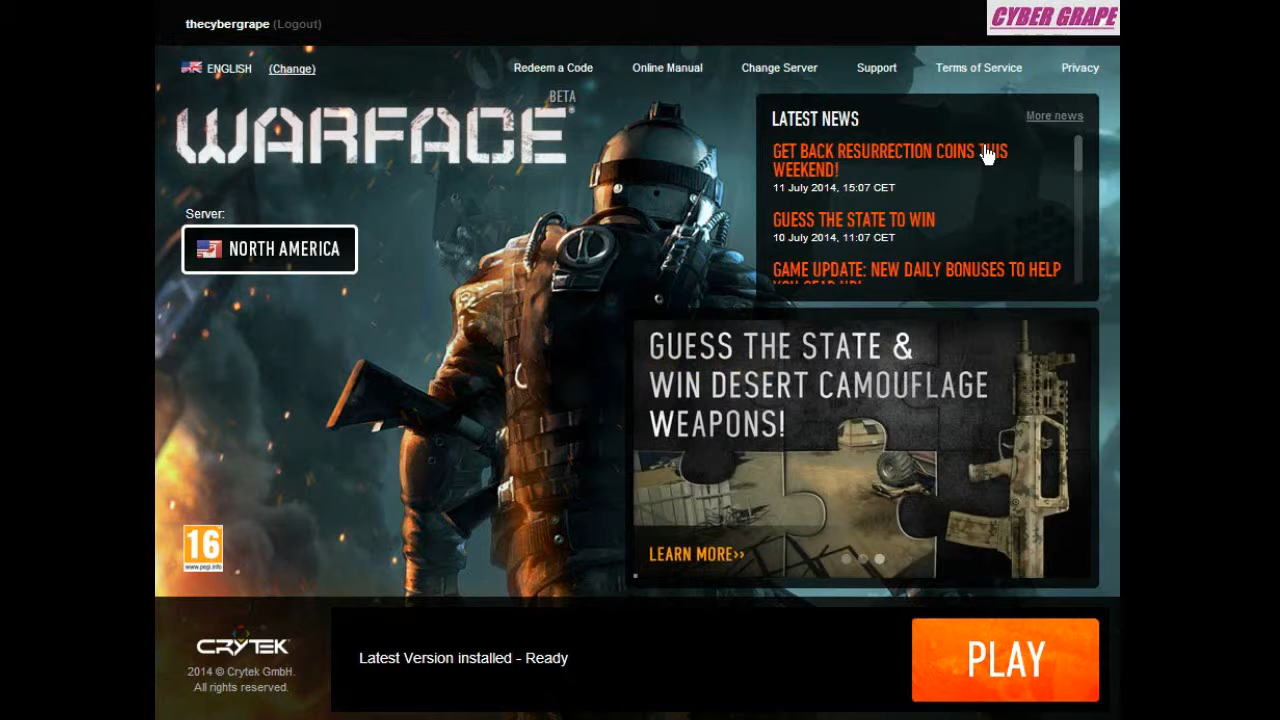 thecybergrape (Logout)
CYBER GRAPE
ENGLISH (Change)
Redeem a Code Online Manual Change Server Support Terms of Service Privacy
BETA
WARFACE
Server:
NORTH AMERICA
LATEST NEWS More news
GET BACK RESURRECTION COINS THIS
WEEKEND!
11 July 2014, 15:07 CET
GUESS THE STATE TO WIN
10 July 2014, 11:07 CET
GAME UPDATE: NEW DAILY BONUSES TO HELP
GUESS THE STATE &
WIN DESERT CAMOUFLAGE
WEAPONS!
LEARN MORE>>
16
www.pegi.info
CRYTEK
2014 © Crytek GmbH.
All rights reserved.
Latest Version installed - Ready
PLAY